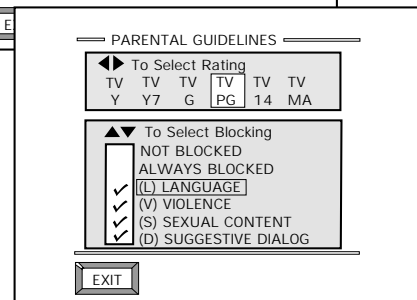 E
PARENTAL GUIDELINES
To Select Rating
TV TV TV TV TV TV
Y Y7 G PG 14 MA
To Select Blocking
NOT BLOCKED
ALWAYS BLOCKED
(L) LANGUAGE
(V) VIOLENCE
(S) SEXUAL CONTENT
(D) SUGGESTIVE DIALOG
EXIT